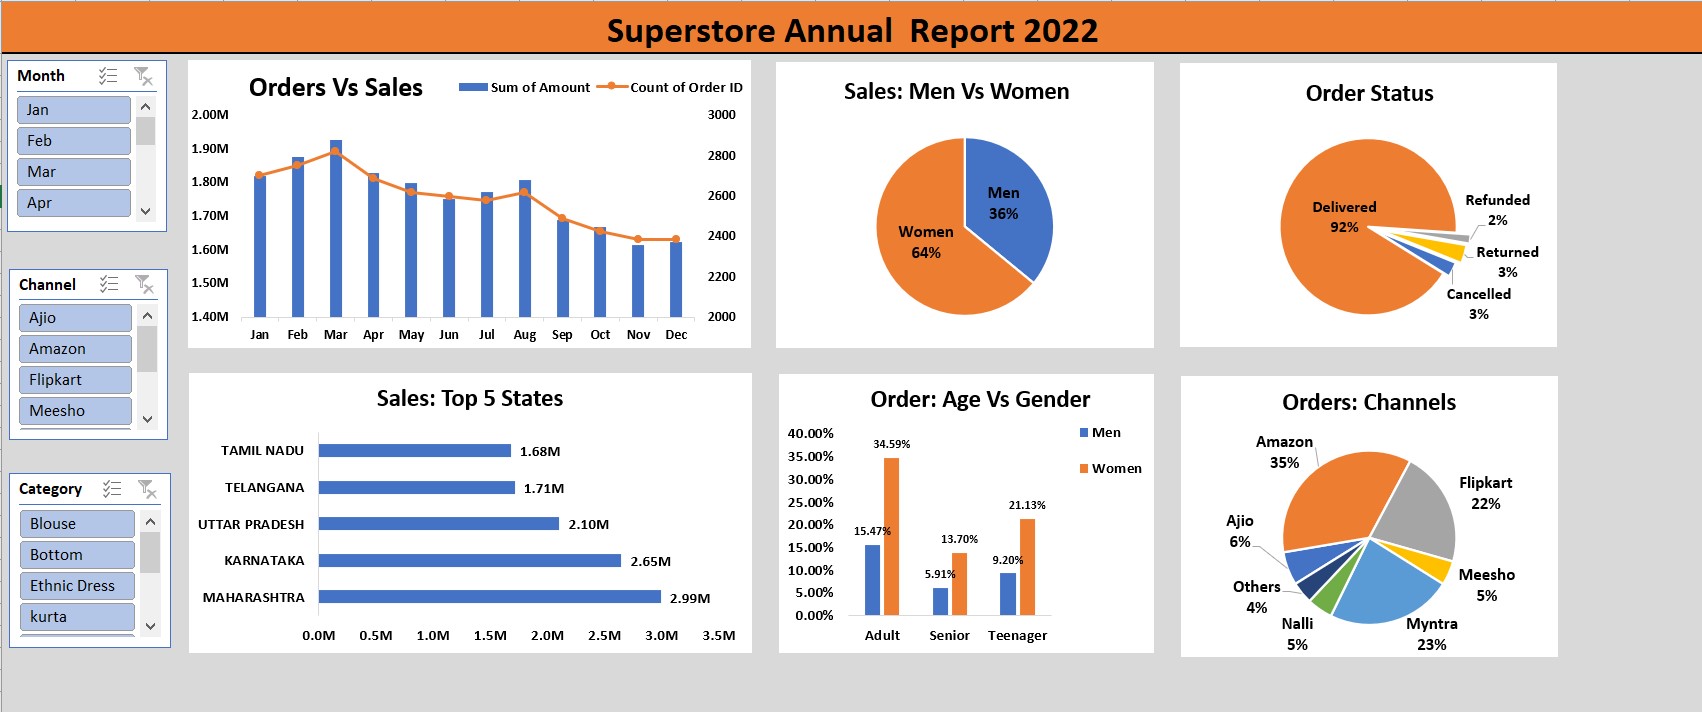 Superstore Annual  Report 2022
Month
Jan
Feb
Mar
Apr
Channel
Ajio
Amazon
Flipkart
Meesho
Category
Blouse
Bottom
Ethnic Dress
kurta
Orders Vs Sales
Sum of Amount
Count of Order ID
2.00M
1.90M
1.80M
1.70M
1.60M
1.50M
1.40M
3000
2800
2600
2400
2200
2000
Jan Feb Mar Apr May Jun Jul Aug Sep Oct Nov Dec
Sales: Men Vs Women
Men
36%
Women
64%
Order Status
Delivered
92%
Refunded
2%
Returned
3%
Cancelled
3%
Sales: Top 5 States
TAMIL NADU 1.68M
TELANGANA 1.71M
UTTAR PRADESH 2.10M
KARNATAKA 2.65M
MAHARASHTRA 2.99M
0.0M 0.5M 1.0M 1.5M 2.0M 2.5M 3.0M 3.5M
Order: Age Vs Gender
Men
Women
40.00%
35.00%
30.00%
25.00%
20.00%
15.00%
10.00%
5.00%
0.00%
15.47%
34.59%
5.91%
13.70%
9.20%
21.13%
Adult Senior Teenager
Orders: Channels
Amazon
35%
Flipkart
22%
Ajio
6%
Meesho
5%
Others
4%
Nalli
5%
Myntra
23%